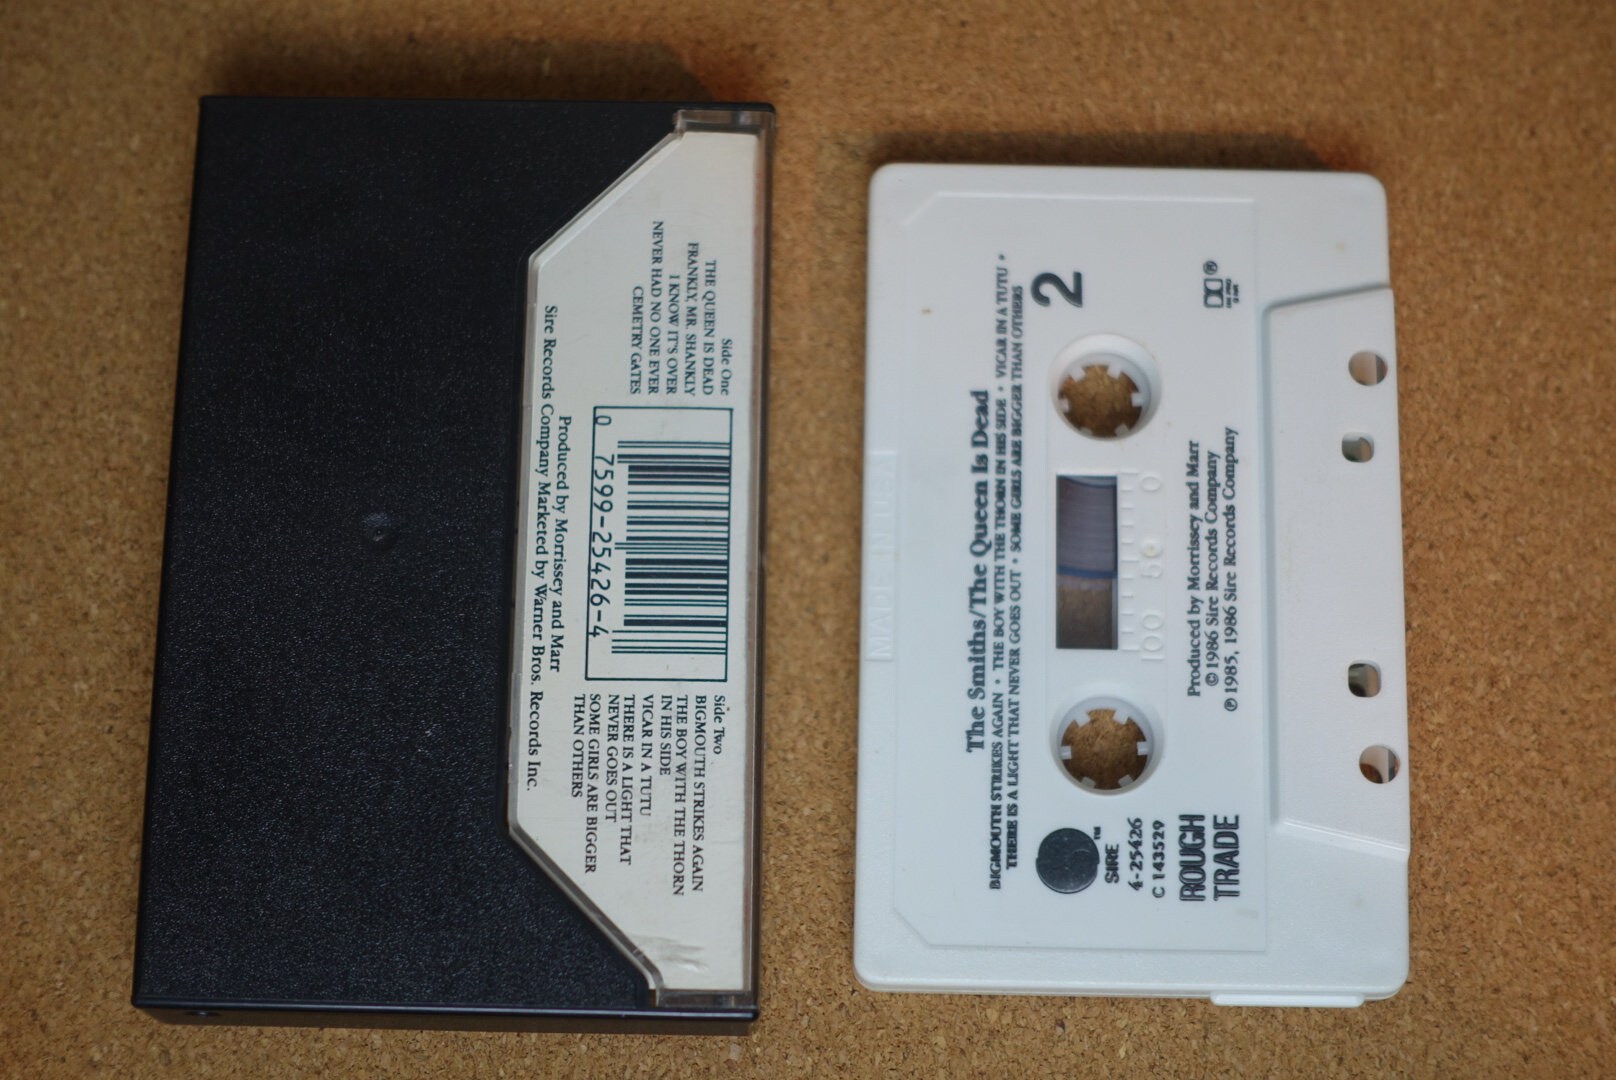 Side One
THE QUEEN IS DEAD
FRANKLY, MR. SHANKLY
I KNOW IT'S OVER
NEVER HAD NO ONE EVER
CEMETRY GATES
0 7599-25426-4
Side Two
BIGMOUTH STRIKES AGAIN
THE BOY WITH THE THORN
IN HIS SIDE
VICAR IN A TUTU
THERE IS A LIGHT THAT
NEVER GOES OUT
SOME GIRLS ARE BIGGER
THAN OTHERS
Produced by Morrissey and Marr
Sire Records Company Marketed by Warner Bros. Records Inc.
MADE IN U.S.A.
The Smiths/The Queen Is Dead
BIGMOUTH STRIKES AGAIN • THE BOY WITH THE THORN IN HIS SIDE • VICAR IN A TUTU •
THERE IS A LIGHT THAT NEVER GOES OUT • SOME GIRLS ARE BIGGER THAN OTHERS
2
100 50 0
SIRE ™
4-25426
C 143529
ROUGH
TRADE
Produced by Morrissey and Marr
© 1986 Sire Records Company
℗ 1985, 1986 Sire Records Company